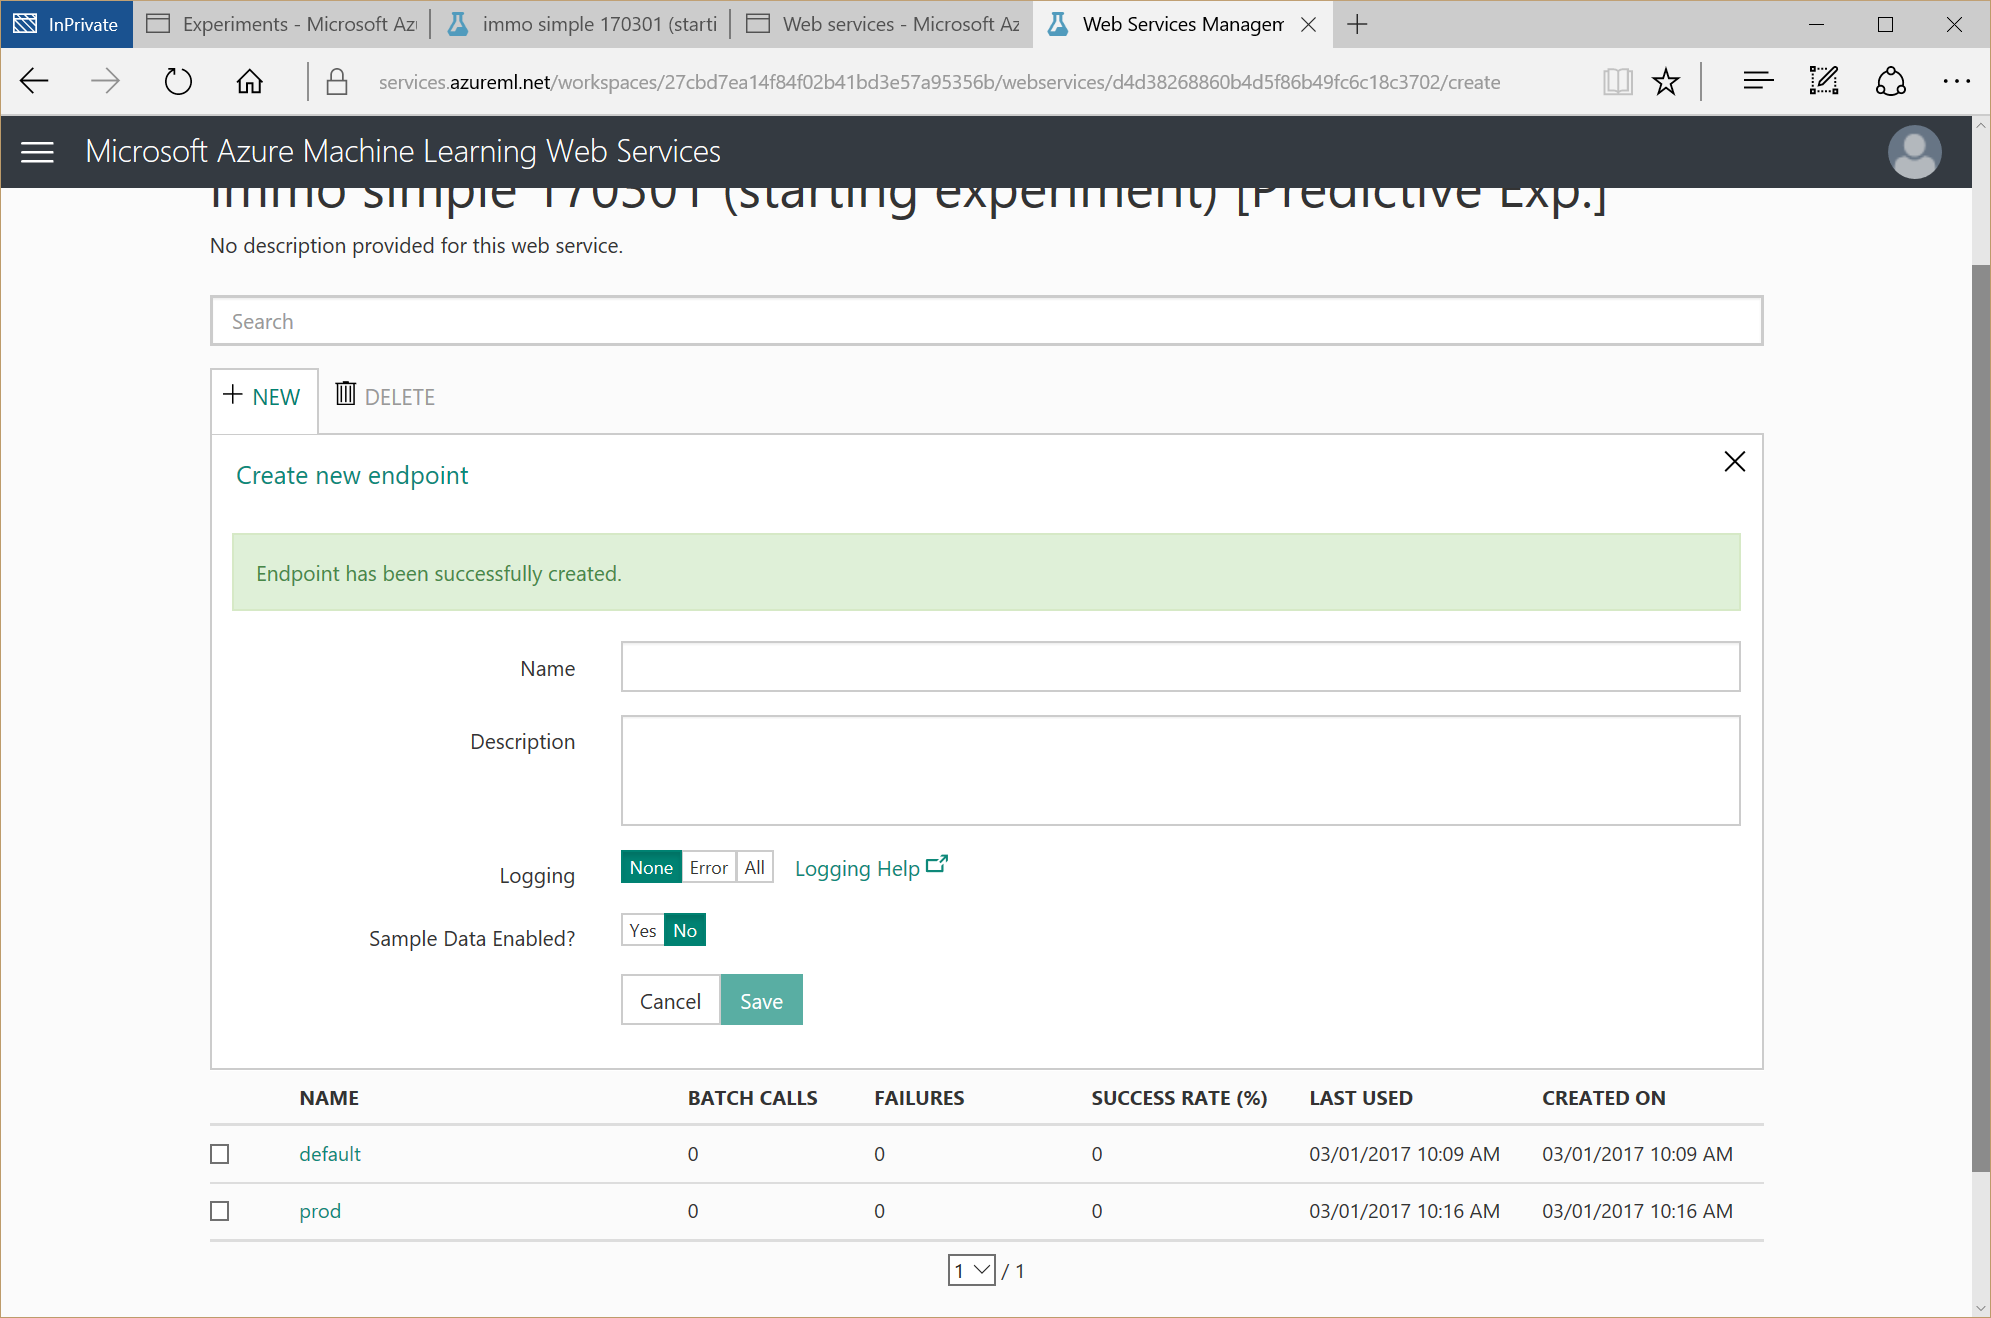 InPrivate
Experiments - Microsoft Az
immo simple 170301 (starti
Web services - Microsoft Az
Web Services Managem
services.azureml.net/workspaces/27cbd7ea14f84f02b41bd3e57a95356b/webservices/d4d38268860b4d5f86b49fc6c18c3702/create
Microsoft Azure Machine Learning Web Services
immo simple 170301 (starting experiment) [Predictive Exp.]
No description provided for this web service.
Search
NEW
DELETE
Create new endpoint
Endpoint has been successfully created.
Name
Description
Logging
None Error All Logging Help
Sample Data Enabled?
Yes No
Cancel Save
NAME BATCH CALLS FAILURES SUCCESS RATE (%) LAST USED CREATED ON
default 0 0 0 03/01/2017 10:09 AM 03/01/2017 10:09 AM
prod 0 0 0 03/01/2017 10:16 AM 03/01/2017 10:16 AM
1 / 1